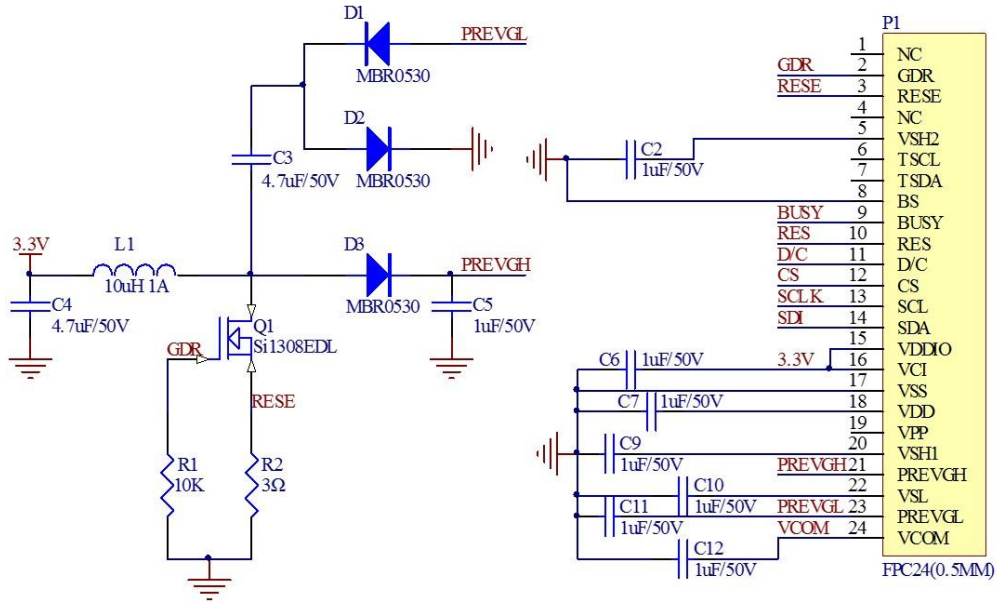 D1
PREVGL
MBR0530
D2
MBR0530
C3
4.7uF/50V
3.3V
L1
10uH 1A
D3
PREVGH
MBR0530
C4
4.7uF/50V
C5
1uF/50V
Q1
Si1308EDL
GDR
RESE
R1
10K
R2
3Ω
P1
1 NC
GDR 2 GDR
RESE 3 RESE
4 NC
5 VSH2
C2
1uF/50V
6 TSCL
7 TSDA
8 BS
BUSY 9 BUSY
RES 10 RES
D/C 11 D/C
CS 12 CS
SCLK 13 SCL
SDI 14 SDA
15 VDDIO
C6 1uF/50V 3.3V 16 VCI
17 VSS
C7 1uF/50V 18 VDD
19 VPP
C9 20 VSH1
1uF/50V
PREVGH 21 PREVGH
C10 22 VSL
1uF/50V
C11 PREVGL 23 PREVGL
1uF/50V
VCOM 24 VCOM
C12
1uF/50V
FPC24(0.5MM)